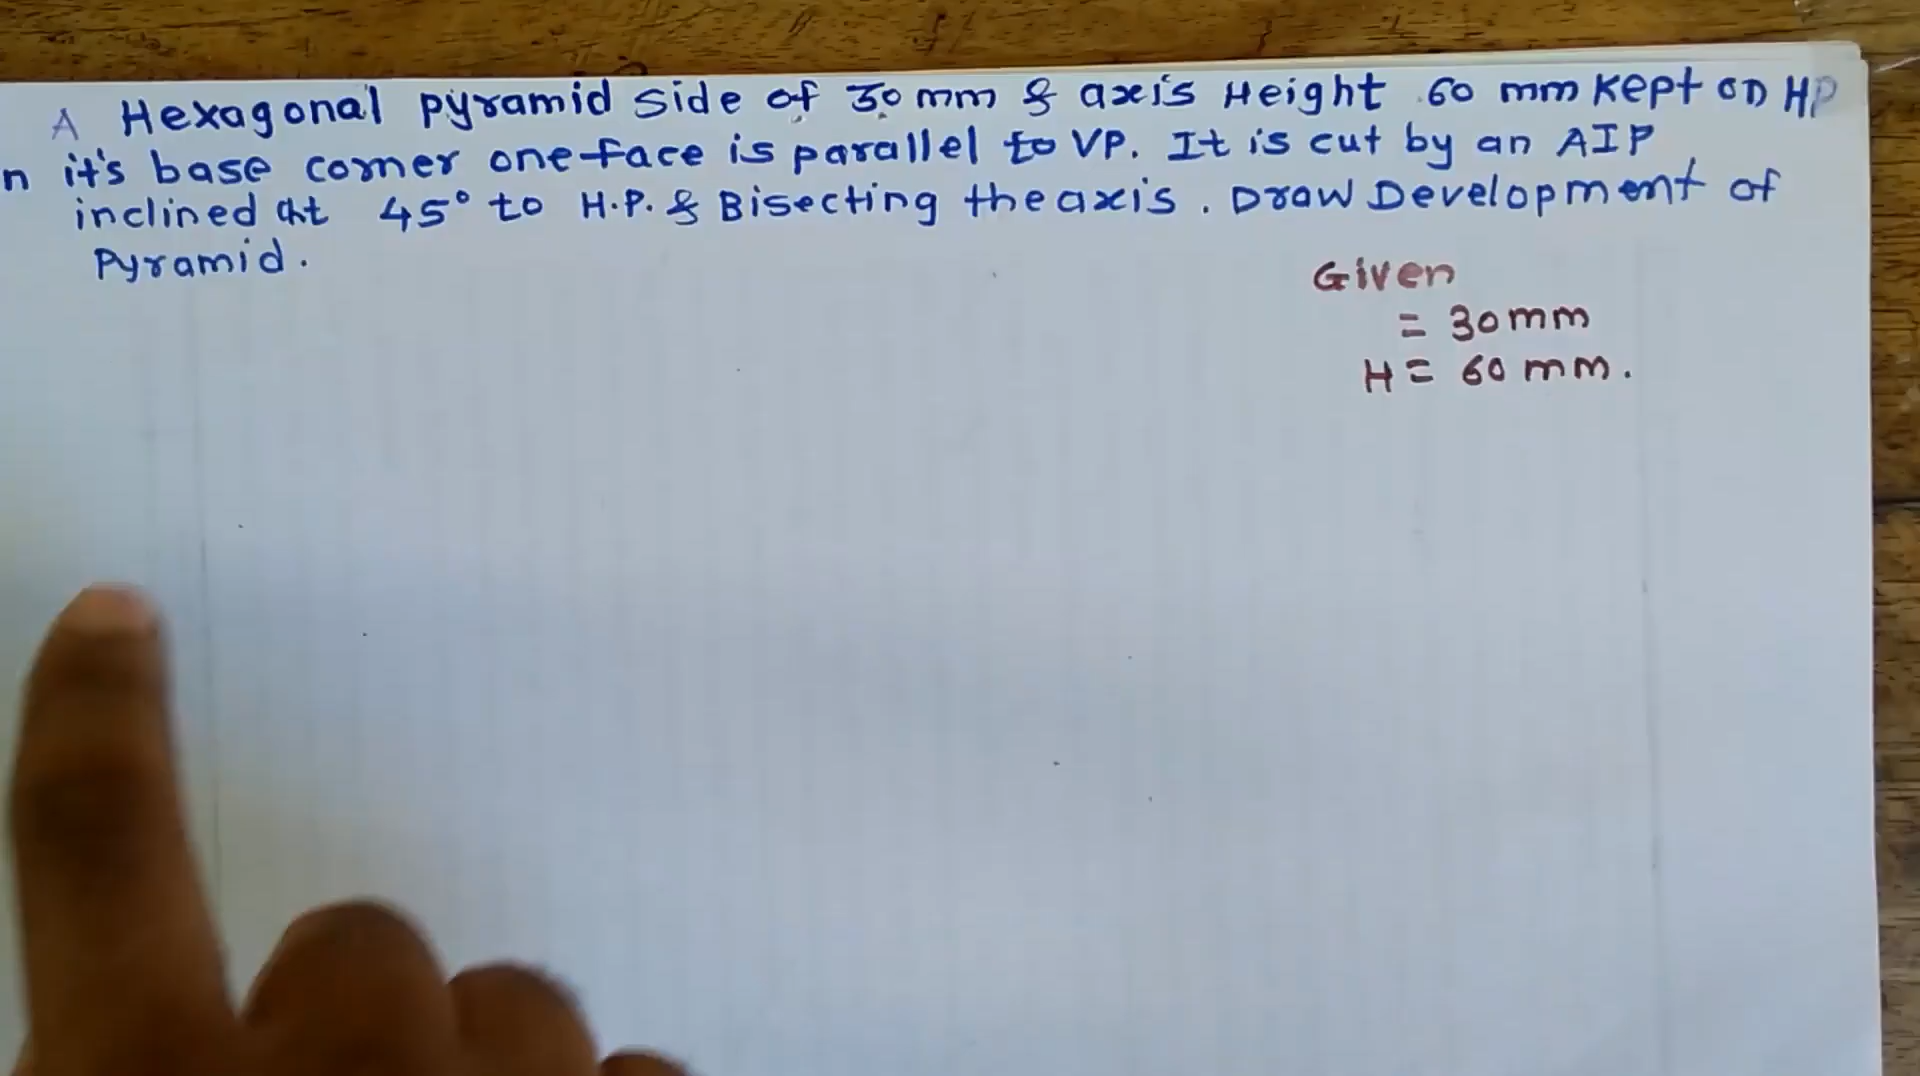 A Hexagonal pyramid side of 30 mm & axis Height 60 mm kept on HP
n it's base corner one face is parallel to VP. It is cut by an AIP
inclined at 45° to H.P. & Bisecting the axis. Draw Development of
Pyramid.
Given
= 30mm
H = 60 mm.